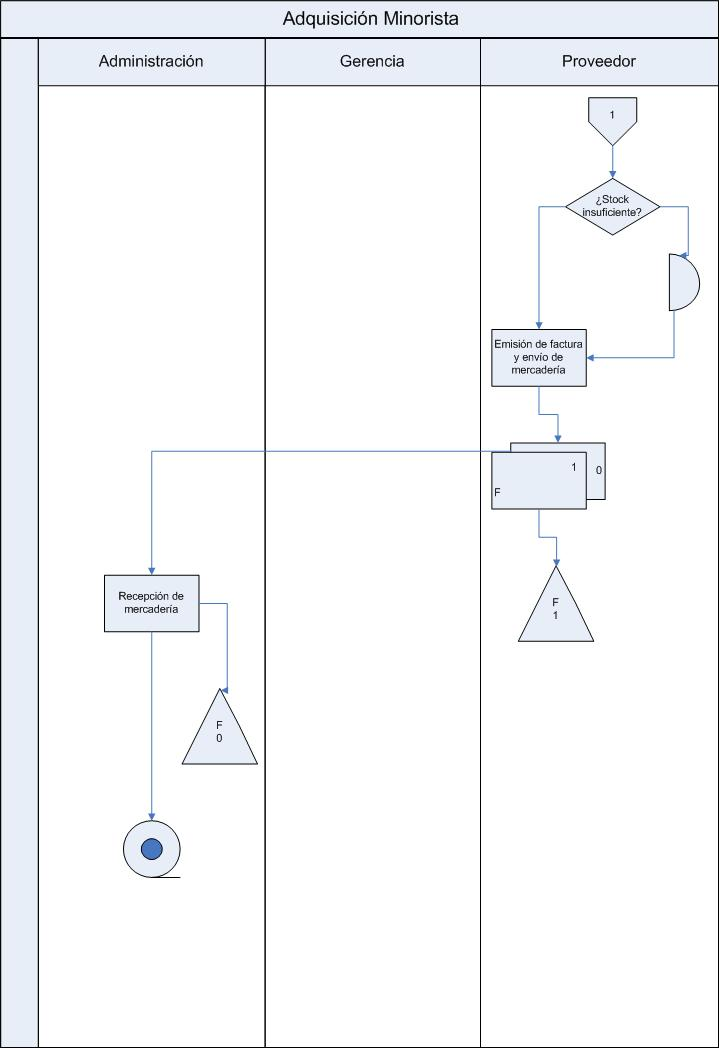 Adquisición Minorista
Administración
Gerencia
Proveedor
1
¿Stock
insuficiente?
Emisión de factura
y envío de
mercadería
1
0
F
Recepción de
mercadería
F
1
F
0